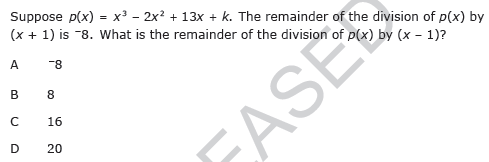 Suppose p(x) = x³ − 2x² + 13x + k. The remainder of the division of p(x) by
(x + 1) is ⁻8. What is the remainder of the division of p(x) by (x − 1)?
A ⁻8
B 8
C 16
D 20
EASED